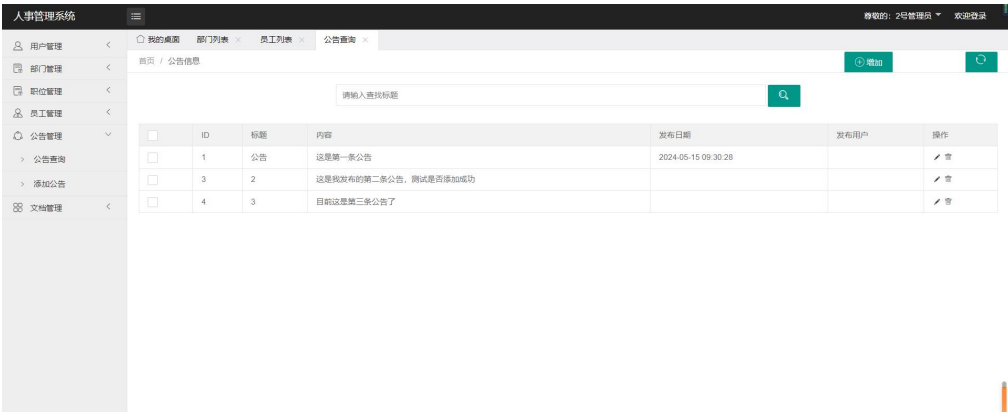 人事管理系统
尊敬的：2号管理员 欢迎登录
用户管理
部门管理
职位管理
员工管理
公告管理
> 公告查询
> 添加公告
文档管理
我的桌面 部门列表 × 员工列表 × 公告查询 ×
首页 / 公告信息
增加
请输入查找标题
ID 标题 内容 发布日期 发布用户 操作
1 公告 这是第一条公告 2024-05-15 09:30:28
3 2 这是我发布的第二条公告，测试是否添加成功
4 3 目前这是第三条公告了